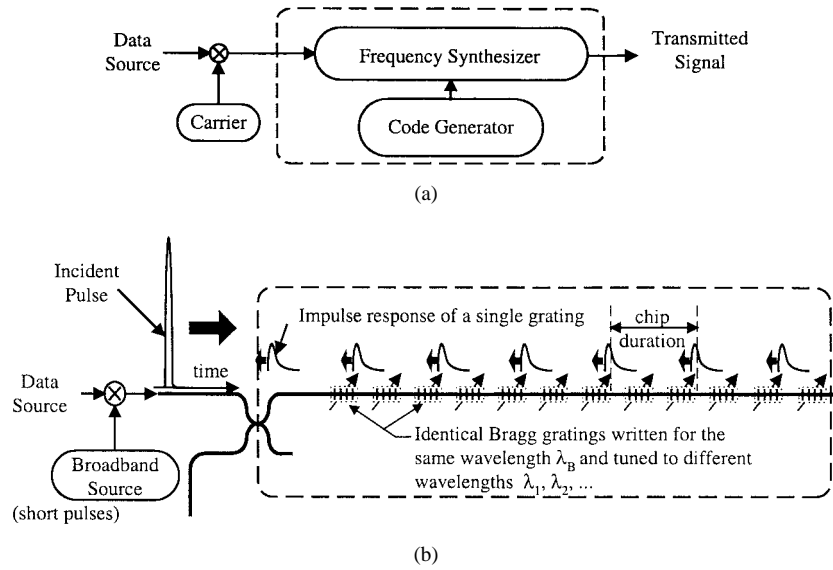 Data
Source
Carrier
Frequency Synthesizer
Code Generator
Transmitted
Signal
(a)
Incident
Pulse
time
Impulse response of a single grating
chip
duration
Data
Source
Broadband
Source
(short pulses)
Identical Bragg gratings written for the
same wavelength λB and tuned to different
wavelengths λ1, λ2, ...
(b)